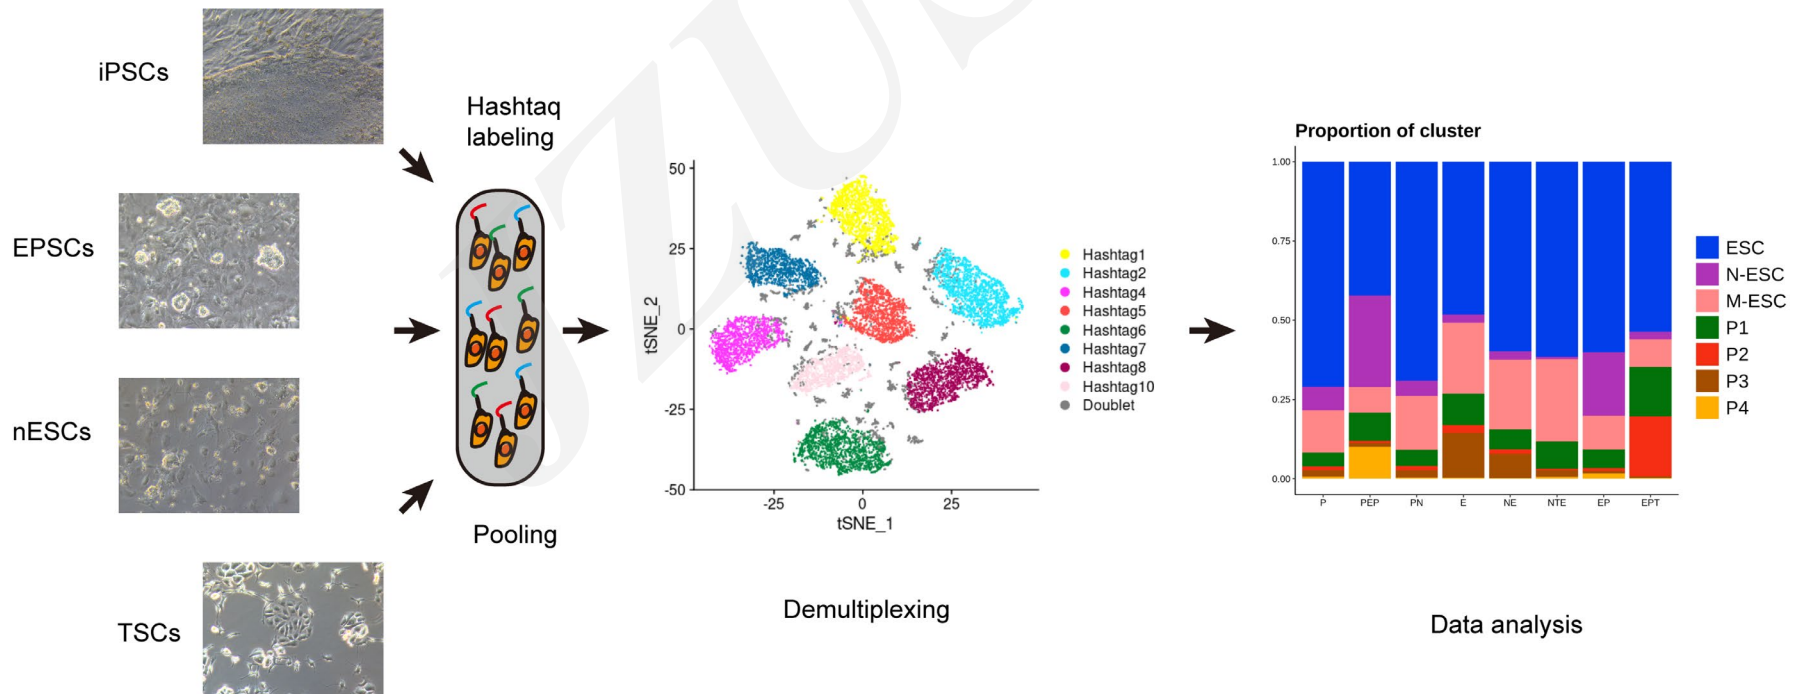 iPSCs
EPSCs
nESCs
TSCs
Hashtaq
labeling
Pooling
50
25
0
-25
-50
tSNE_2
-25
0
25
tSNE_1
Hashtag1
Hashtag2
Hashtag4
Hashtag5
Hashtag6
Hashtag7
Hashtag8
Hashtag10
Doublet
Demultiplexing
Proportion of cluster
1.00
0.75
0.50
0.25
0.00
P PEP PN E NE NTE EP EPT
ESC
N-ESC
M-ESC
P1
P2
P3
P4
Data analysis
JZUS